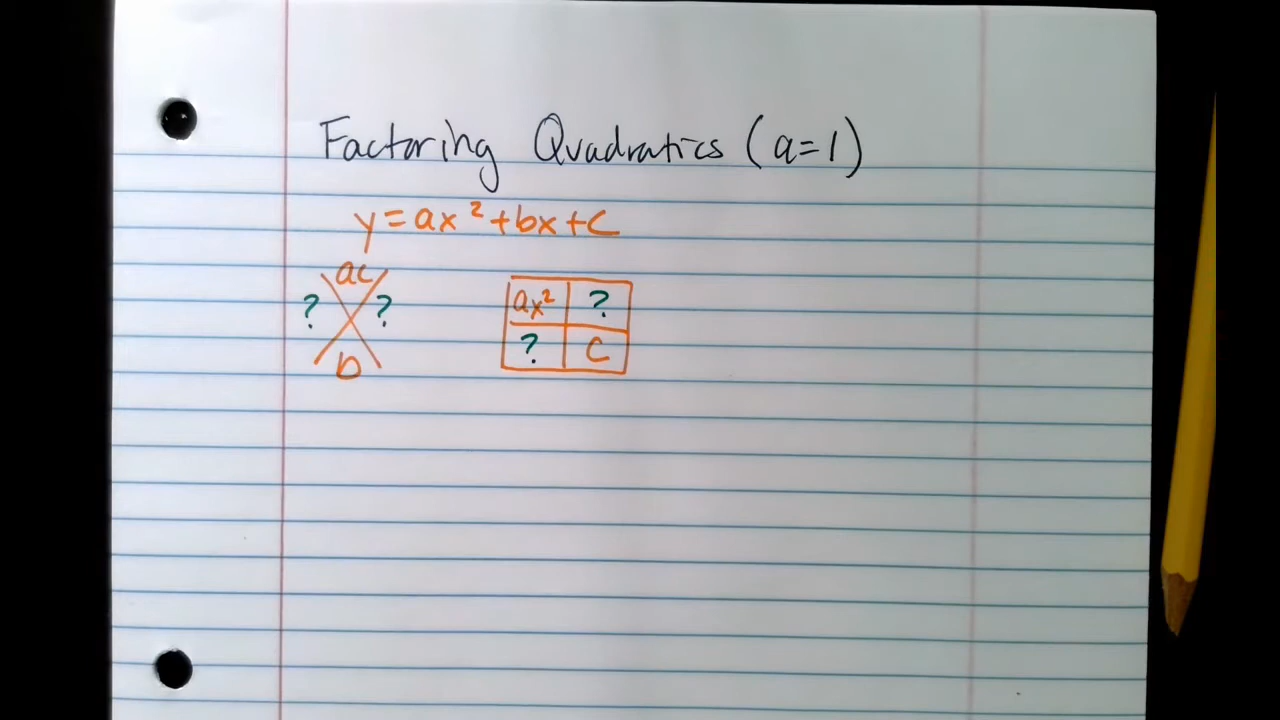 Factoring Quadratics (a=1)
y=ax²+bx+c
ac
? ?
b
ax² ?
? c